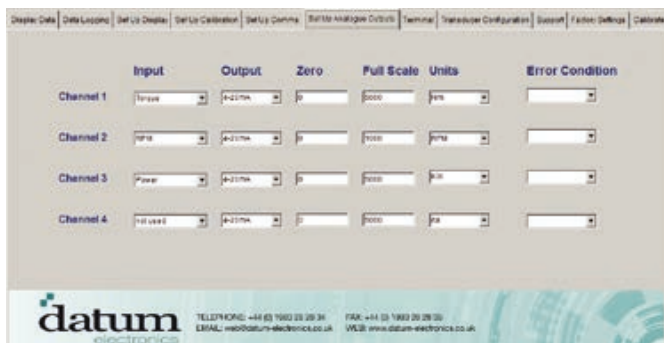 Display Data Data Logging Set Up Display Set Up Calibration Set Up Comms Set Up Analogue Outputs Terminal Transducer Configuration Support Factory Settings
Input Output Zero Full Scale Units Error Condition
Channel 1 Torque 4-20mA 0 5000 Nm
Channel 2 RPM 4-20mA 0 1000 RPM
Channel 3 Power 4-20mA 0 5000
Channel 4 not used 4-20mA 0 5000
datum
electronics
TELEPHONE: +44 (0) 1983 28 28 34 FAX: +44 (0) 1983 28 28 35
EMAIL: web@datum-electronics.co.uk WEB: www.datum-electronics.co.uk